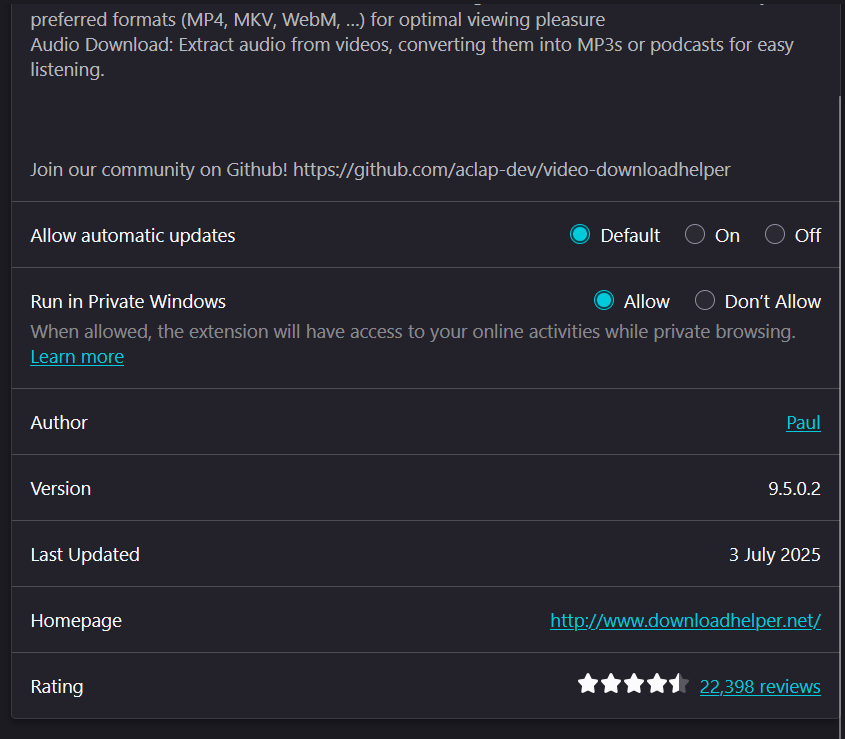 preferred formats (MP4, MKV, WebM, ...) for optimal viewing pleasure
Audio Download: Extract audio from videos, converting them into MP3s or podcasts for easy
listening.
Join our community on Github! https://github.com/aclap-dev/video-downloadhelper
Allow automatic updates Default On Off
Run in Private Windows Allow Don’t Allow
When allowed, the extension will have access to your online activities while private browsing.
Learn more
Author Paul
Version 9.5.0.2
Last Updated 3 July 2025
Homepage http://www.downloadhelper.net/
Rating 22,398 reviews